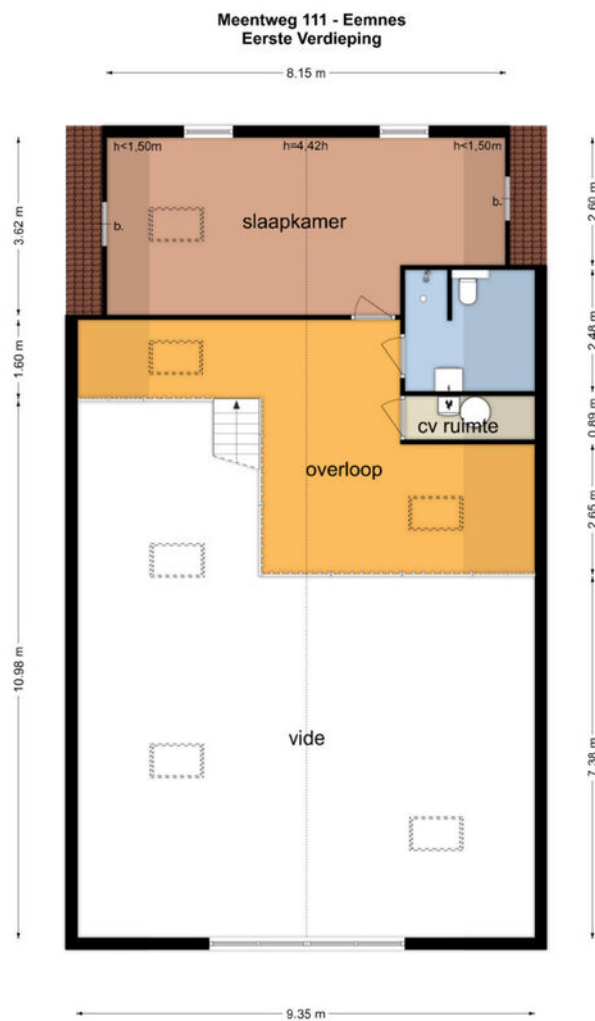 Meentweg 111 - Eemnes
Eerste Verdieping
8.15 m
h<1,50m
h=4,42h
h<1,50m
3.62 m
2.60 m
b.
b.
slaapkamer
1.60 m
2.48 m
cv ruimte
0.89 m
overloop
2.65 m
10.98 m
vide
7.38 m
9.35 m